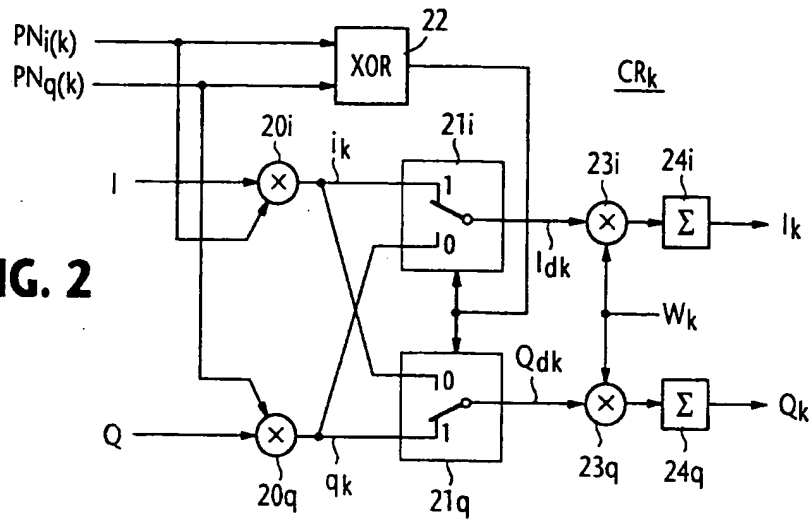 PNi(k)
PNq(k)
22
XOR
CRk
20i
ik
21i
1
0
I
23i
24i
Σ
Ik
Idk
IG. 2
Wk
Qdk
0
1
Q
20q
qk
21q
23q
Σ
24q
Qk